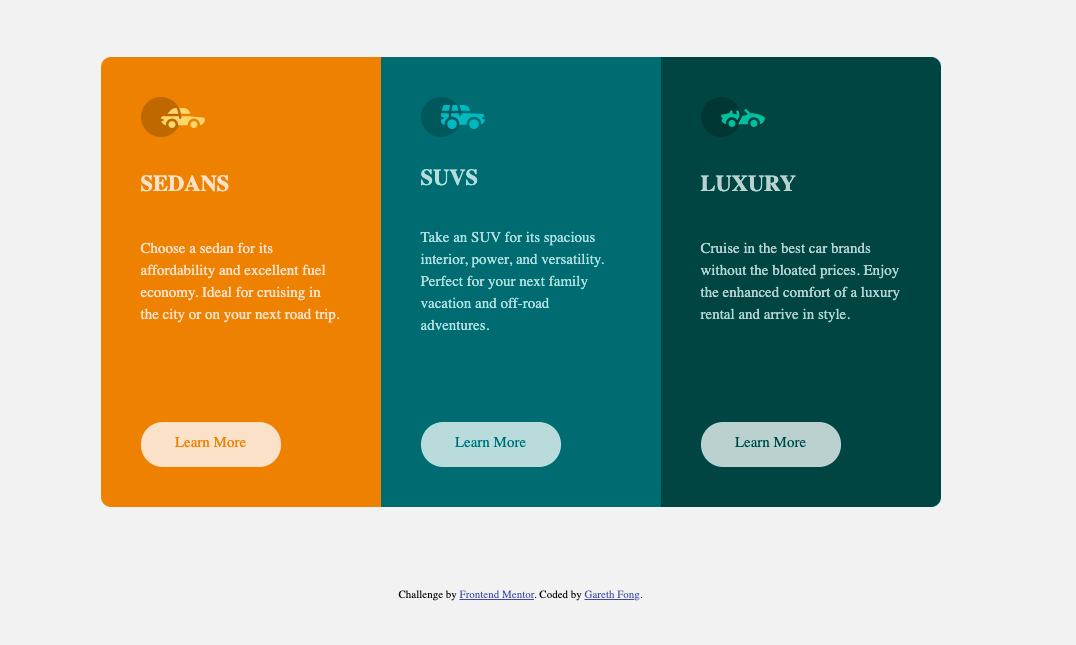 SEDANS
Choose a sedan for its
affordability and excellent fuel
economy. Ideal for cruising in
the city or on your next road trip.
Learn More
SUVS
Take an SUV for its spacious
interior, power, and versatility.
Perfect for your next family
vacation and off-road
adventures.
Learn More
LUXURY
Cruise in the best car brands
without the bloated prices. Enjoy
the enhanced comfort of a luxury
rental and arrive in style.
Learn More
Challenge by Frontend Mentor. Coded by Gareth Fong.